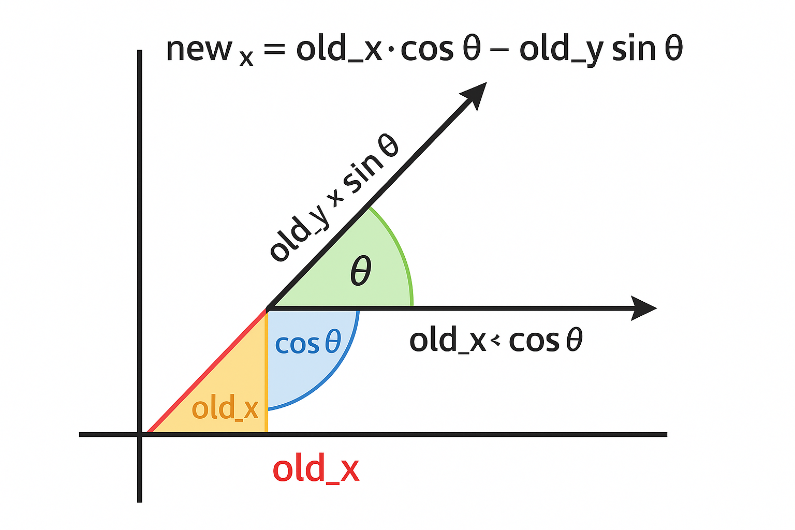 new x = old_x·cos θ − old_y sin θ
old_y × sin θ
θ
cos θ
old_x‹ cos θ
old_x
old_x